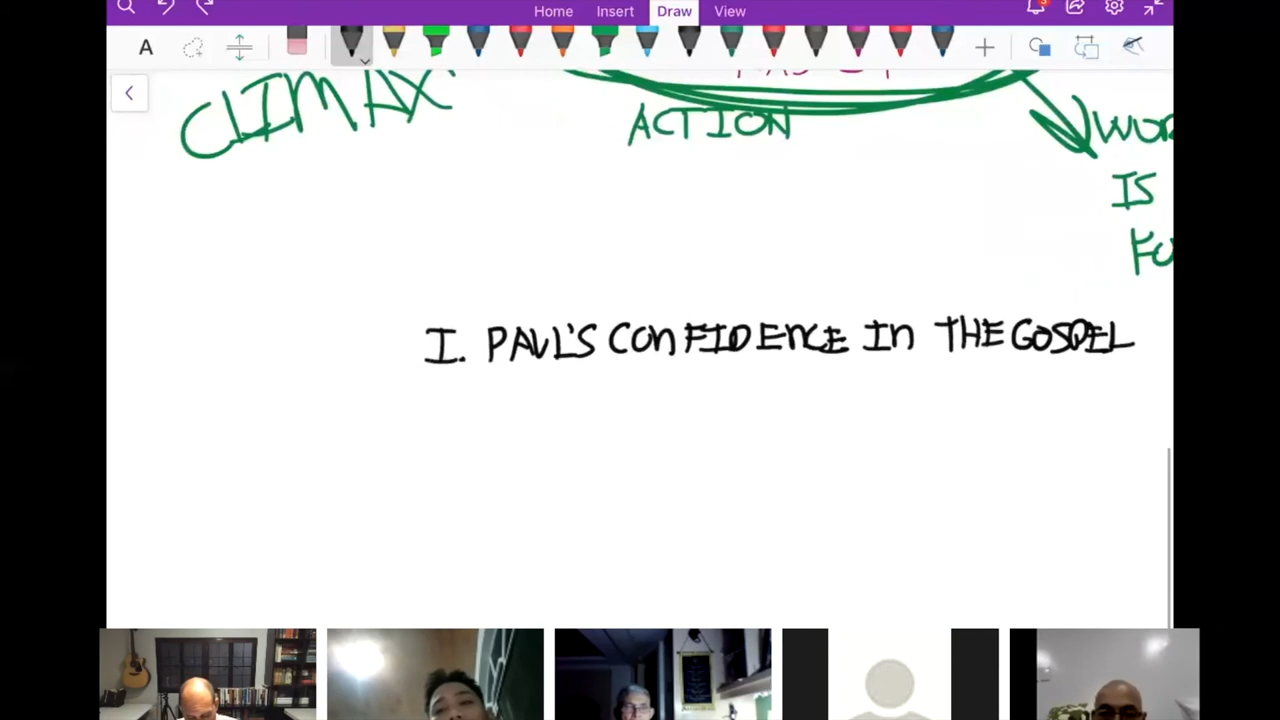 Home Insert Draw View
A
CLIMAX
ACTION
IS
I. PAUL'S CONFIDENCE IN THE GOSPEL